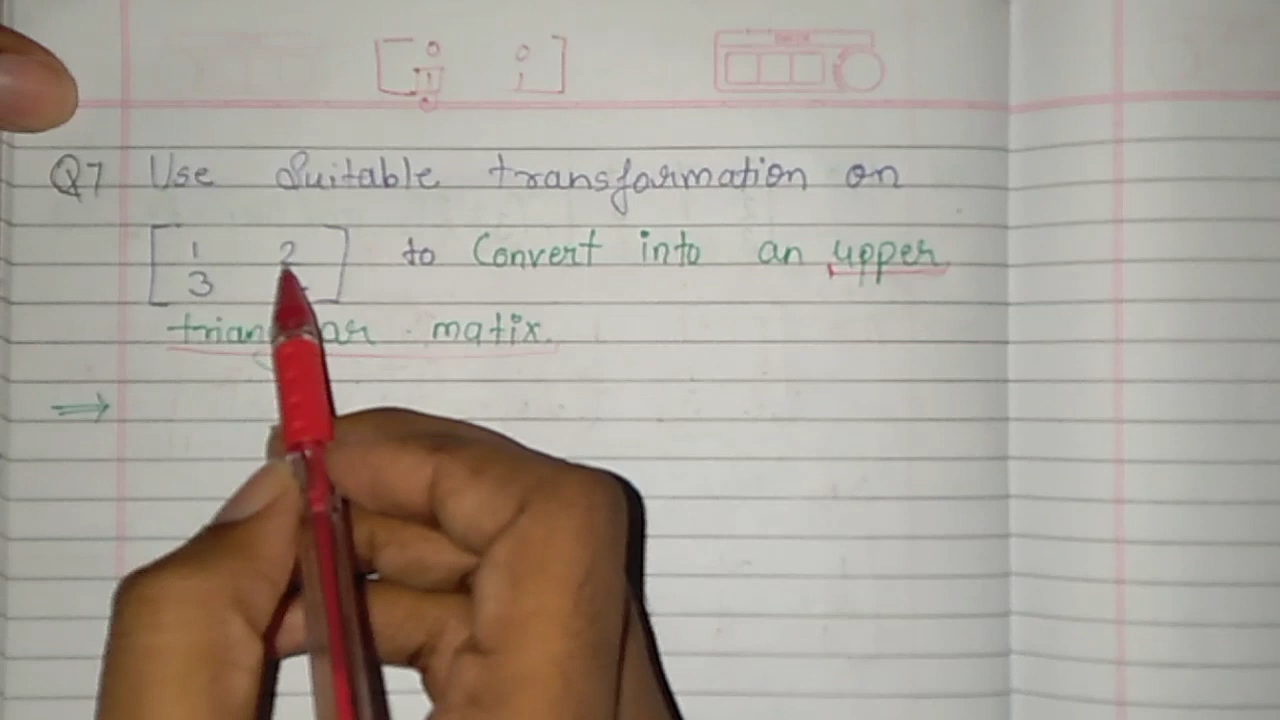 Q7 Use Suitable transformation on
1 2 to Convert into an upper
3
matix.